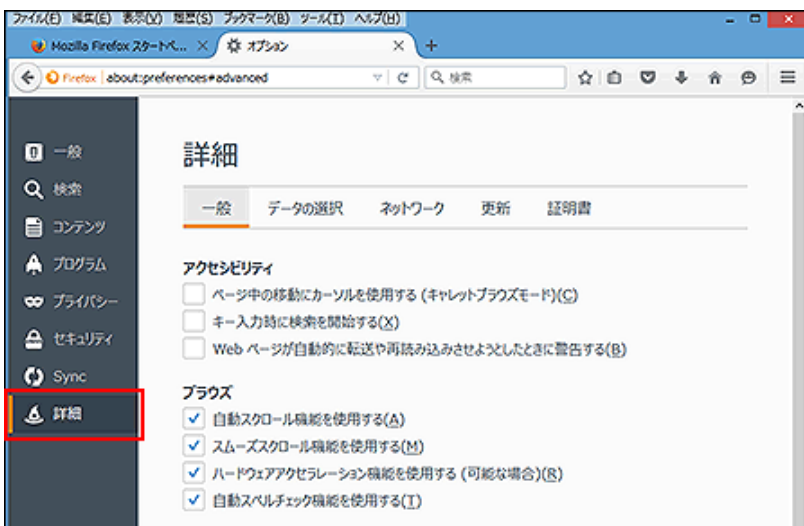 ファイル(F) 編集(E) 表示(V) 履歴(S) ブックマーク(B) ツール(T) ヘルプ(H)
Mozilla Firefox スタートペ... × オプション × +
Firefox about:preferences#advanced 検索
一般
検索
コンテンツ
プログラム
プライバシー
セキュリティ
Sync
詳細
詳細
一般 データの選択 ネットワーク 更新 証明書
アクセシビリティ
ページ中の移動にカーソルを使用する (キャレットブラウズモード)(C)
キー入力時に検索を開始する(X)
Web ページが自動的に転送や再読み込みさせようとしたときに警告する(B)
ブラウズ
自動スクロール機能を使用する(A)
スムーズスクロール機能を使用する(M)
ハードウェアアクセラレーション機能を使用する (可能な場合)(R)
自動スペルチェック機能を使用する(T)